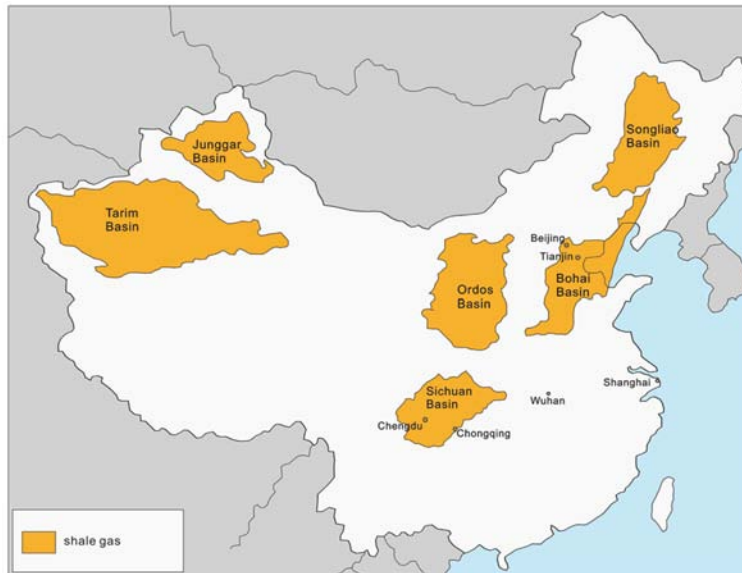 Junggar
Basin
Songliao
Basin
Tarim
Basin
Beijing
Tianjin
Bohai
Basin
Ordos
Basin
Sichuan
Basin
Shanghai
Wuhan
Chengdu
Chongqing
shale gas